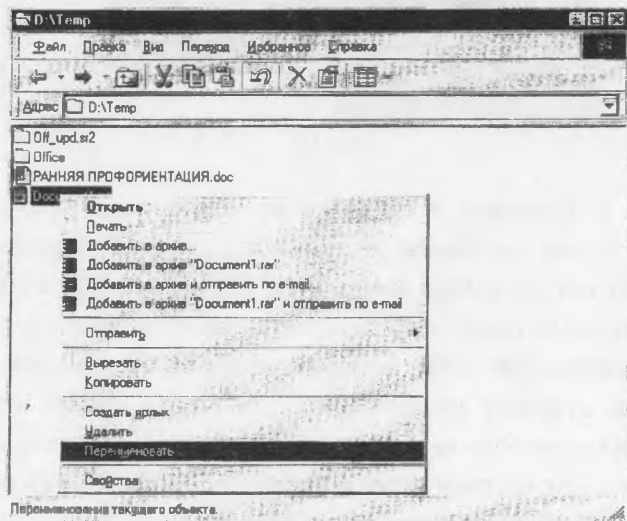 D:\Temp
Файл Правка Вид Переход Избранное Справка
Адрес D:\Temp
Off_upd.sr2
Office
РАННЯЯ ПРОФОРИЕНТАЦИЯ.doc
Открыть
Печать
Добавить в архив...
Добавить в архив "Document1.rar"
Добавить в архив и отправить по e-mail
Добавить в архив "Document1.rar" и отправить по e-mail
Отправить
Вырезать
Копировать
Создать ярлык
Удалить
Переименовать
Свойства
Переименование текущего объекта.